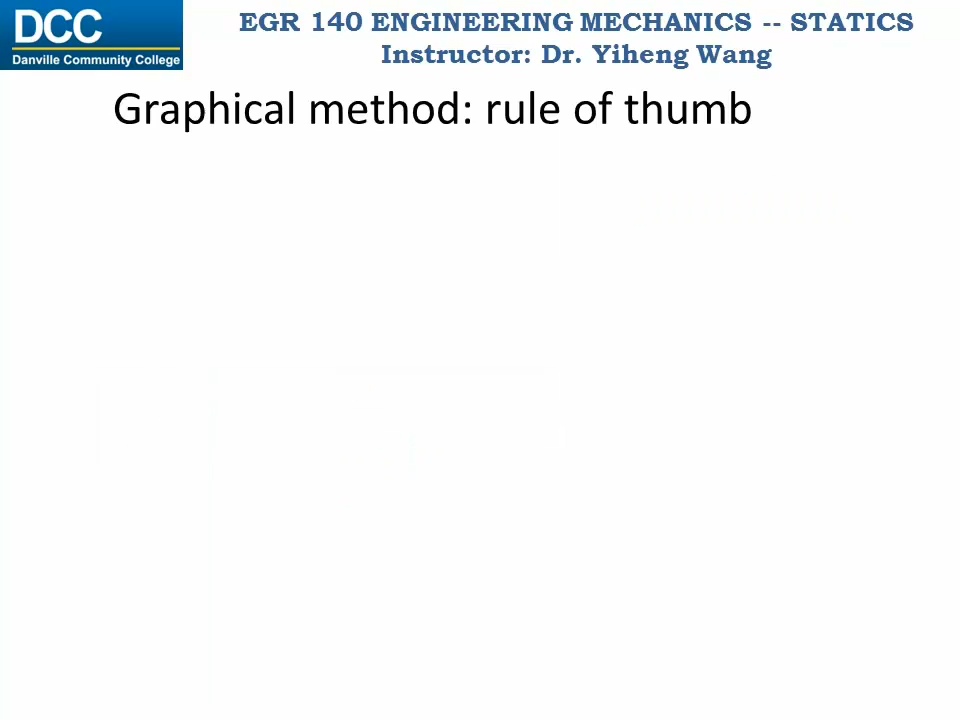 DCC
Danville Community College
EGR 140 ENGINEERING MECHANICS -- STATICS
Instructor: Dr. Yiheng Wang
Graphical method: rule of thumb